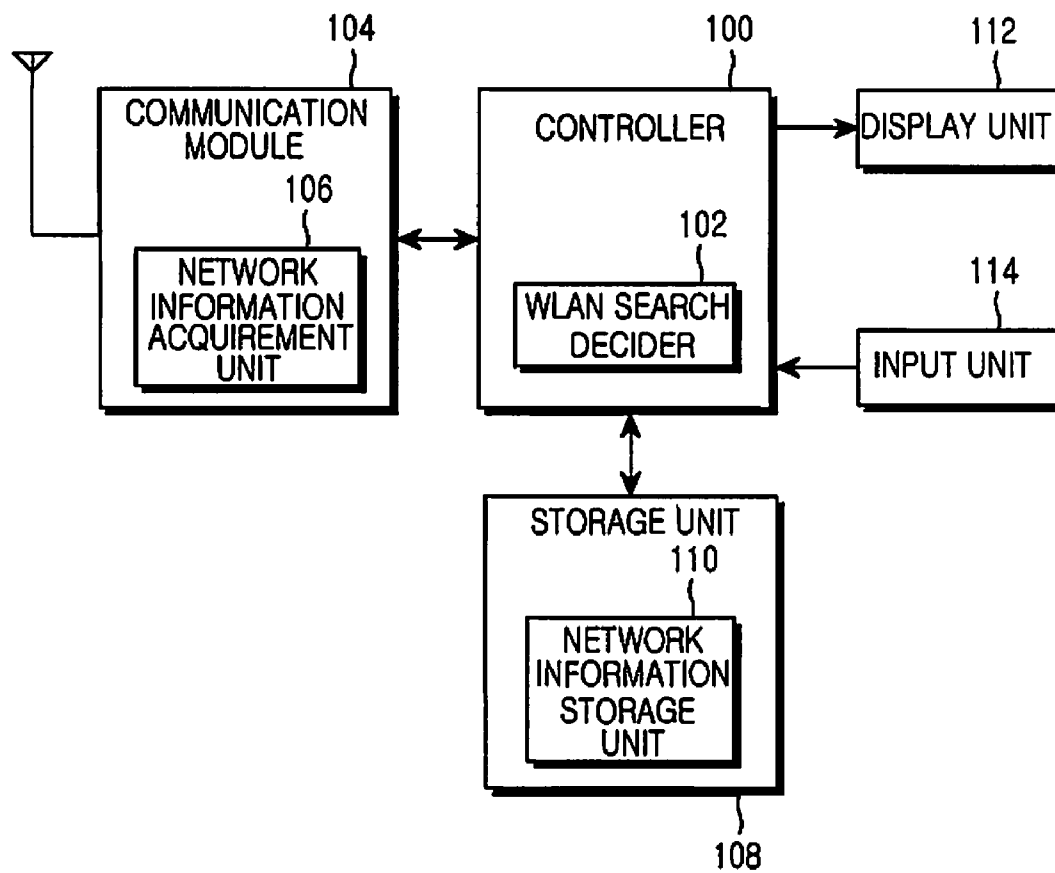 104
COMMUNICATION
MODULE
106
NETWORK
INFORMATION
ACQUIREMENT
UNIT
100
CONTROLLER
102
WLAN SEARCH
DECIDER
112
DISPLAY UNIT
114
INPUT UNIT
STORAGE UNIT
110
NETWORK
INFORMATION
STORAGE
UNIT
108